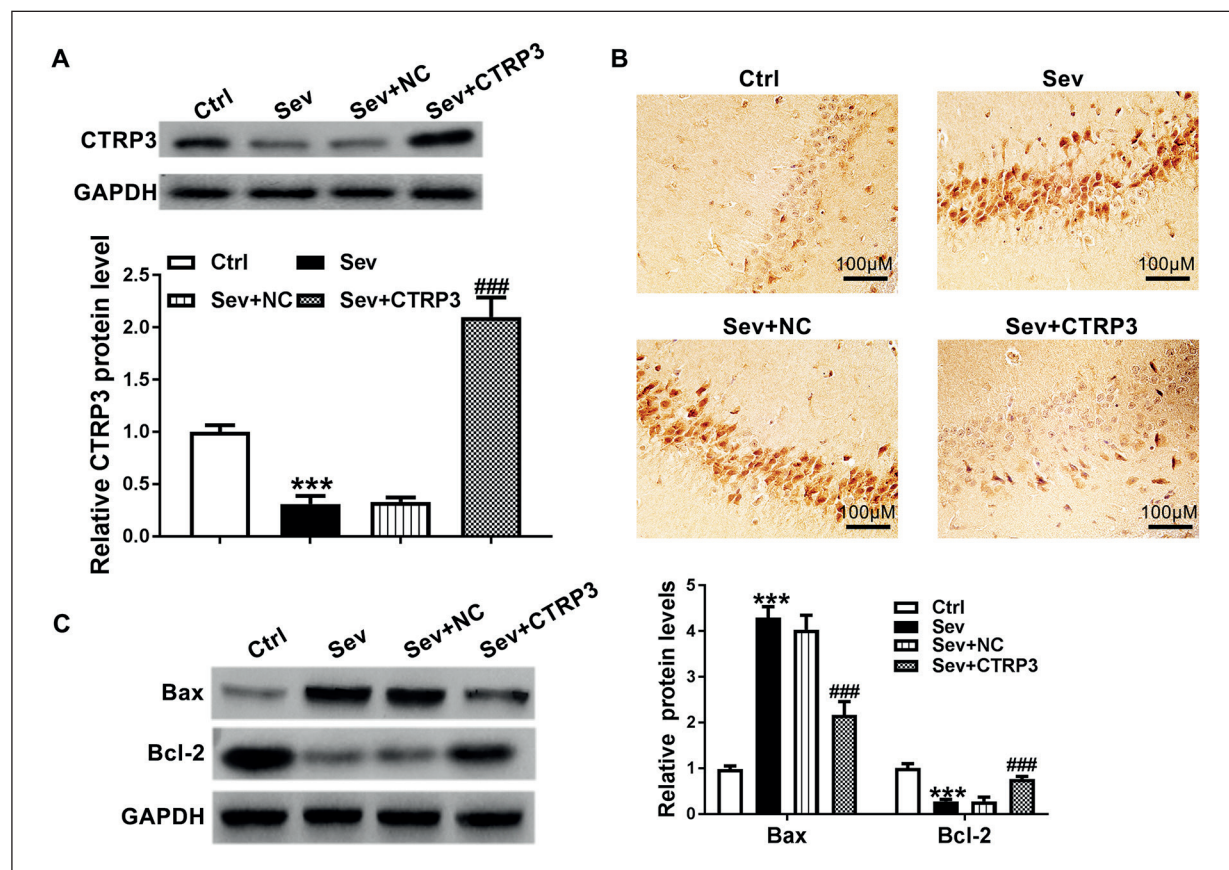 A
Ctrl Sev Sev+NC Sev+CTRP3
CTRP3
GAPDH
Ctrl Sev
Sev+NC Sev+CTRP3
Relative CTRP3 protein level
2.5
2.0
1.5
1.0
0.5
0.0
***
###
B
Ctrl Sev
100μM 100μM
Sev+NC Sev+CTRP3
100μM 100μM
C
Ctrl Sev Sev+NC Sev+CTRP3
Bax
Bcl-2
GAPDH
Relative protein levels
5
4
3
2
1
0
Ctrl
Sev
Sev+NC
Sev+CTRP3
***
###
***
###
Bax Bcl-2